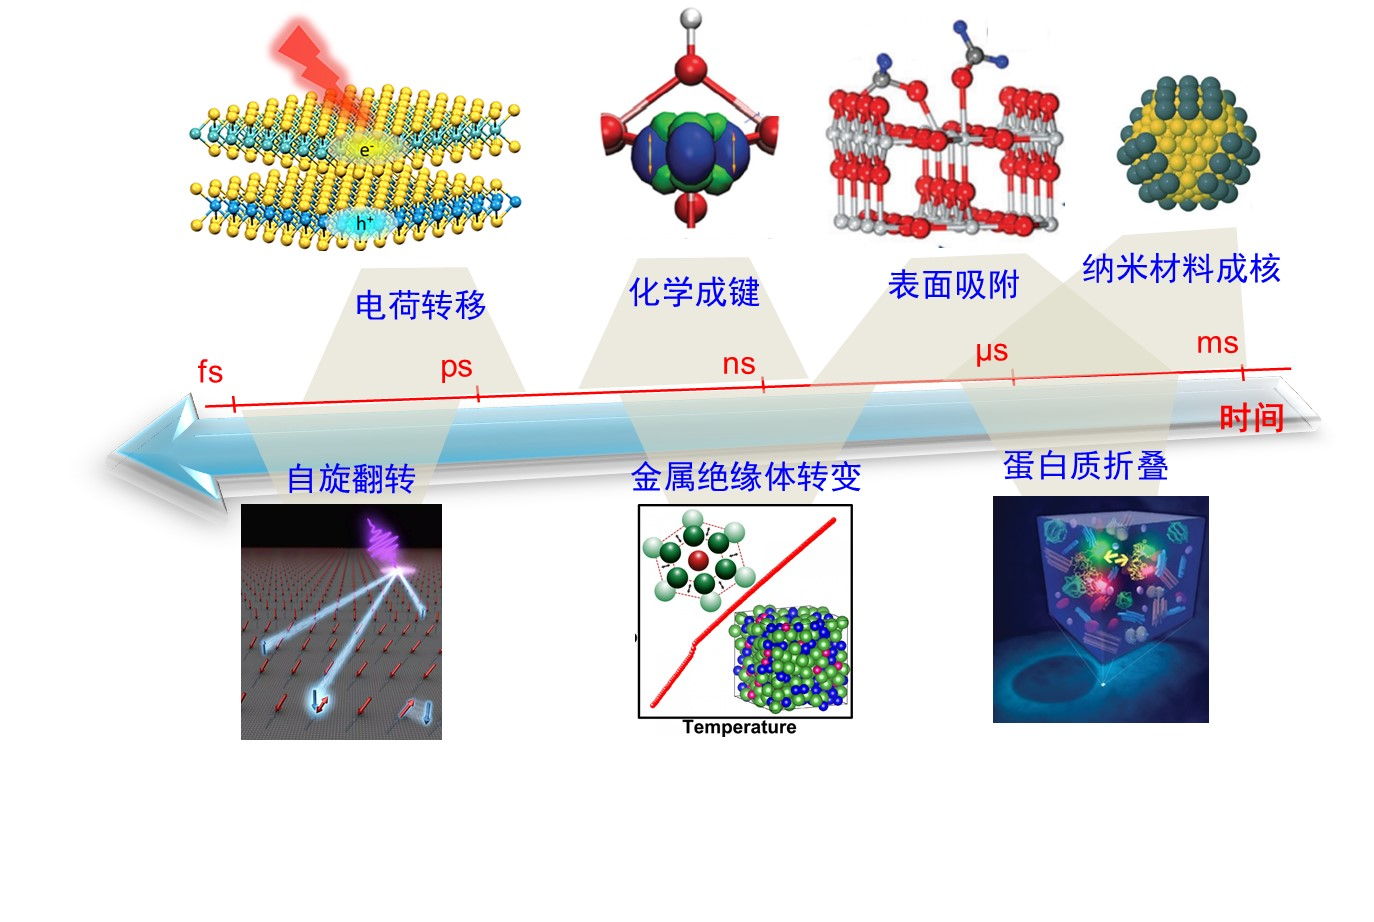 e-
h+
电荷转移
化学成键
表面吸附
纳米材料成核
fs
ps
ns
μs
ms
时间
自旋翻转
金属绝缘体转变
蛋白质折叠
Temperature